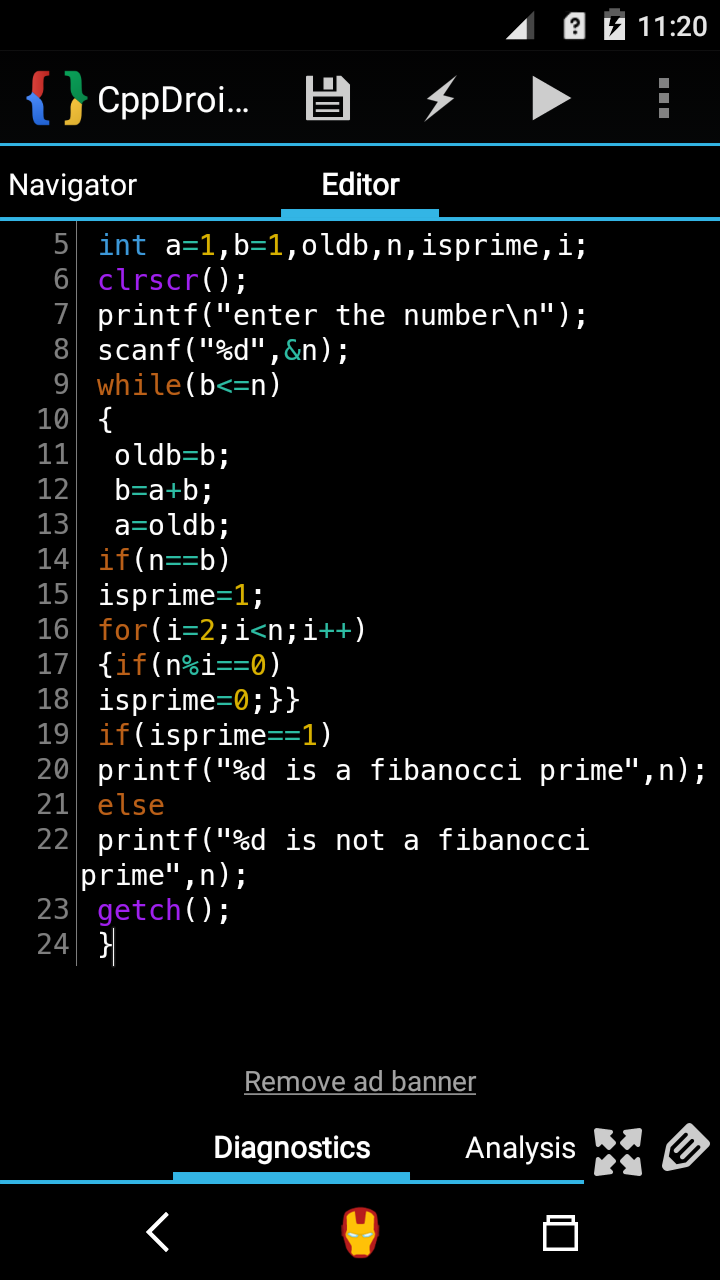 11:20
CppDroi...
Navigator
Editor
5 int a=1,b=1,oldb,n,isprime,i;
6 clrscr();
7 printf("enter the number\n");
8 scanf("%d",&n);
9 while(b<=n)
10 {
11 oldb=b;
12 b=a+b;
13 a=oldb;
14 if(n==b)
15 isprime=1;
16 for(i=2;i<n;i++)
17 {if(n%i==0)
18 isprime=0;}}
19 if(isprime==1)
20 printf("%d is a fibanocci prime",n);
21 else
22 printf("%d is not a fibanocci
prime",n);
23 getch();
24 }
Remove ad banner
Diagnostics
Analysis